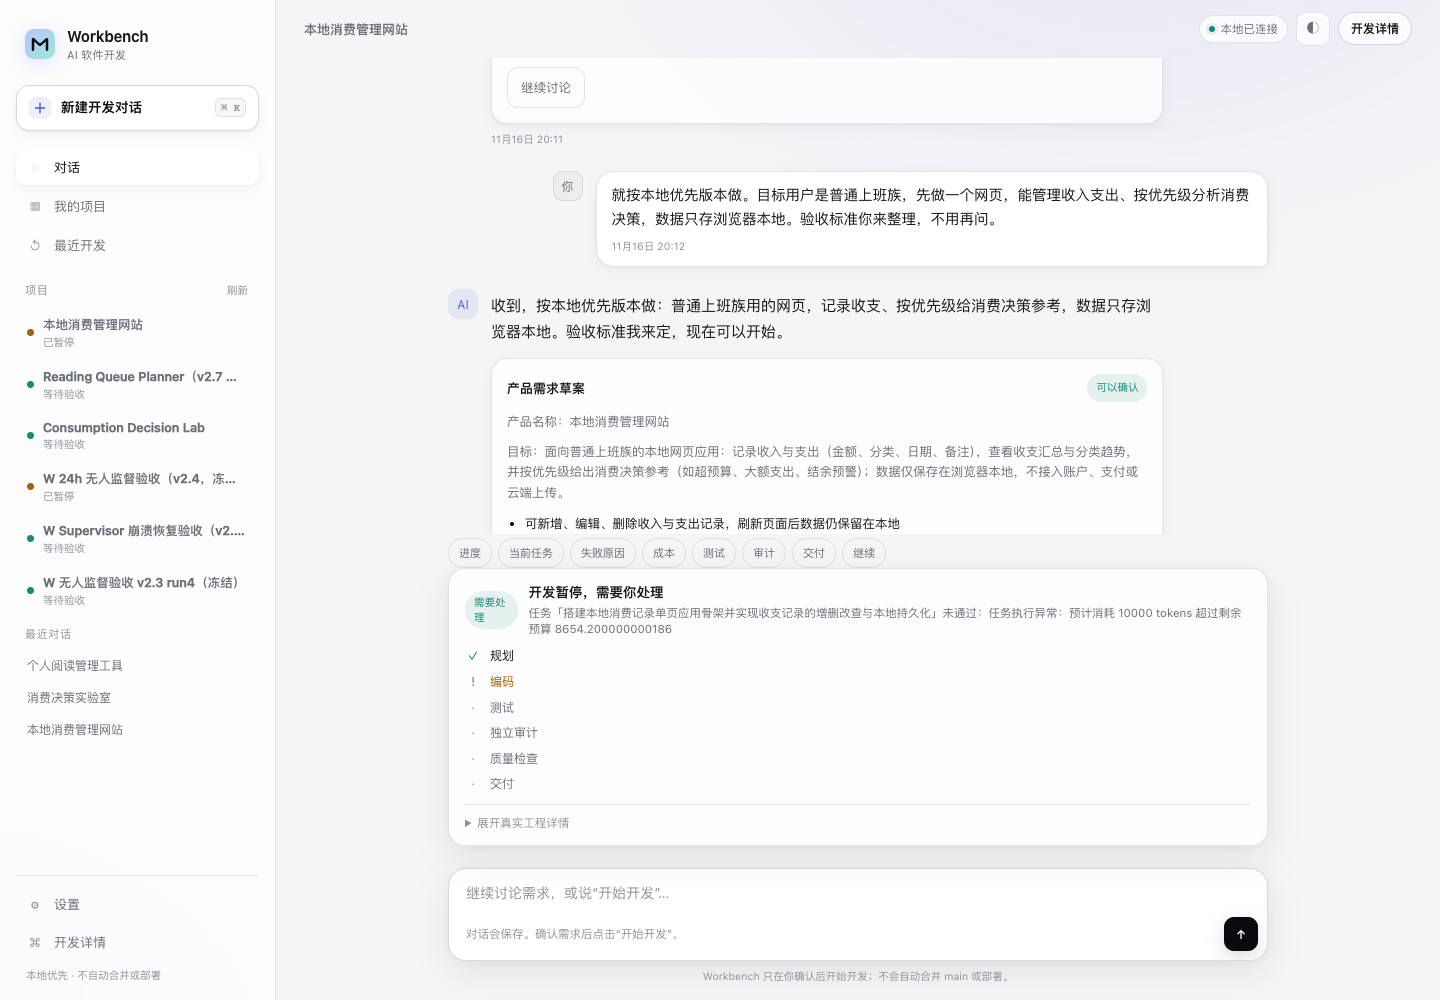 Workbench
AI 软件开发
新建开发对话
⌘ K
对话
我的项目
最近开发
项目
刷新
本地消费管理网站
已暂停
Reading Queue Planner（v2.7 ...
等待验收
Consumption Decision Lab
等待验收
W 24h 无人监督验收（v2.4，冻...
已暂停
W Supervisor 崩溃恢复验收（v2....
等待验收
W 无人监督验收 v2.3 run4（冻结）
等待验收
最近对话
个人阅读管理工具
消费决策实验室
本地消费管理网站
设置
开发详情
本地优先 · 不自动合并或部署
本地消费管理网站
本地已连接
开发详情
继续讨论
11月16日 20:11
你
就按本地优先版本做。目标用户是普通上班族，先做一个网页，能管理收入支出、按优先级分析消费
决策，数据只存浏览器本地。验收标准你来整理，不用再问。
11月16日 20:12
AI
收到，按本地优先版本做：普通上班族用的网页，记录收支、按优先级给消费决策参考，数据只存浏
览器本地。验收标准我来定，现在可以开始。
产品需求草案
可以确认
产品名称：本地消费管理网站
目标：面向普通上班族的本地网页应用：记录收入与支出（金额、分类、日期、备注），查看收支汇总与分类趋势，
并按优先级给出消费决策参考（如超预算、大额支出、结余预警）；数据仅保存在浏览器本地，不接入账户、支付或
云端上传。
• 可新增、编辑、删除收入与支出记录，刷新页面后数据仍保留在本地
进度
当前任务
失败原因
成本
测试
审计
交付
继续
需要处
理
开发暂停，需要你处理
任务「搭建本地消费记录单页应用骨架并实现收支记录的增删改查与本地持久化」未通过：任务执行异常：预计消耗 10000 tokens 超过剩余
预算 8654.200000000186
✓ 规划
! 编码
· 测试
· 独立审计
· 质量检查
· 交付
▶ 展开真实工程详情
继续讨论需求，或说“开始开发”…
对话会保存。确认需求后点击“开始开发”。
Workbench 只在你确认后开始开发；不会自动合并 main 或部署。